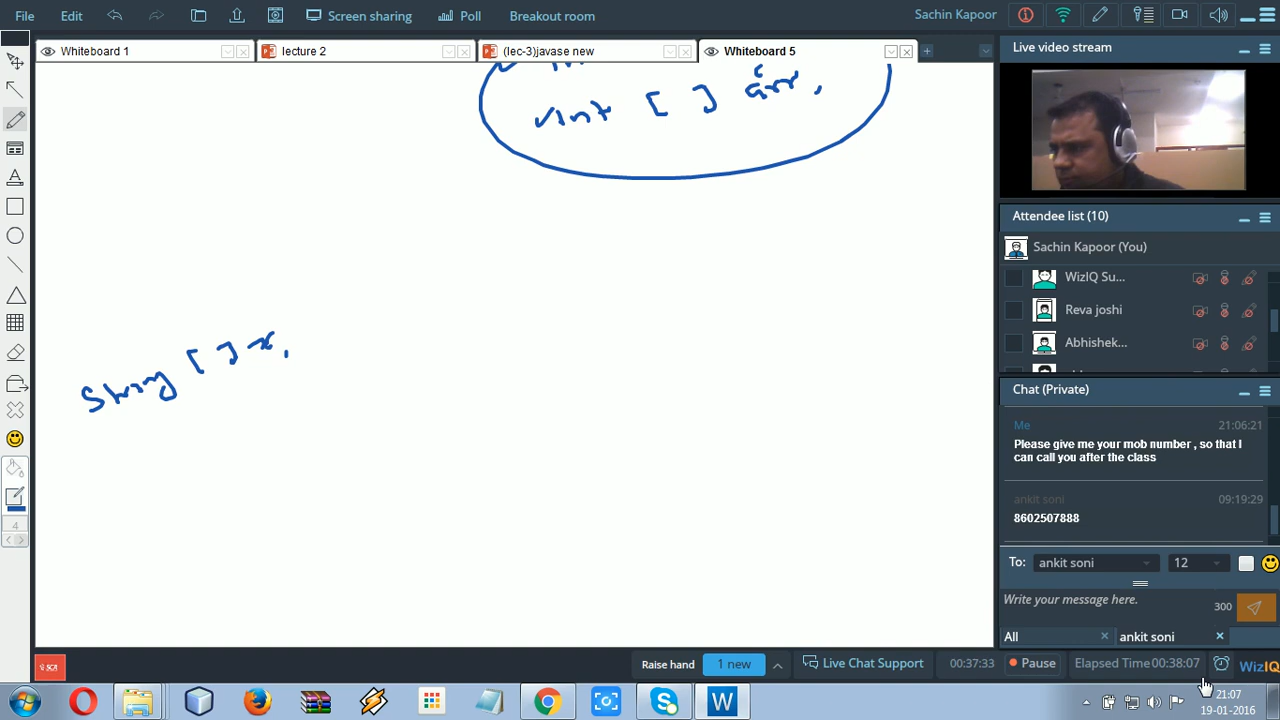 File Edit Screen sharing Poll Breakout room Sachin Kapoor
Whiteboard 1 lecture 2 (lec-3)javase new Whiteboard 5
Live video stream
int [ ] arr,
String [ ] x,
Attendee list (10)
Sachin Kapoor (You)
WizIQ Su...
Reva joshi
Abhishek...
Chat (Private)
Me 21:06:21
Please give me your mob number , so that I
can call you after the class
ankit soni 09:19:29
8602507888
To: ankit soni 12
Write your message here. 300
All ankit soni
4
Raise hand 1 new Live Chat Support 00:37:33 Pause Elapsed Time 00:38:07 WizIQ
21:07
19-01-2016